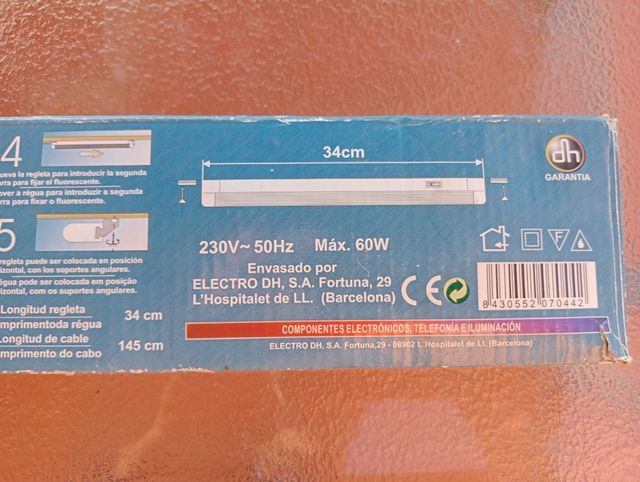 4
ueva la regleta para introducir la segunda
arra para fijar el fluorescente.
over a régua para introduzir a segunda
arra para fixar o fluorescente.
5
regleta puede ser colocada en posición
izontal, con los soportes angulares.
égua pode ser colocada em posição
izontal, com os suportes angulares.
Longitud regleta 34 cm
mprimentoda régua
Longitud de cable 145 cm
mprimento do cabo
34cm
230V~ 50Hz Máx. 60W
Envasado por
ELECTRO DH, S.A. Fortuna, 29
L'Hospitalet de LL. (Barcelona)
CE
dh
GARANTIA
F
8 430552 070442
COMPONENTES ELECTRÓNICOS, TELEFONÍA E ILUMINACIÓN
ELECTRO DH, S.A. Fortuna,29 - 08902 L´Hospitalet de Ll. (Barcelona)